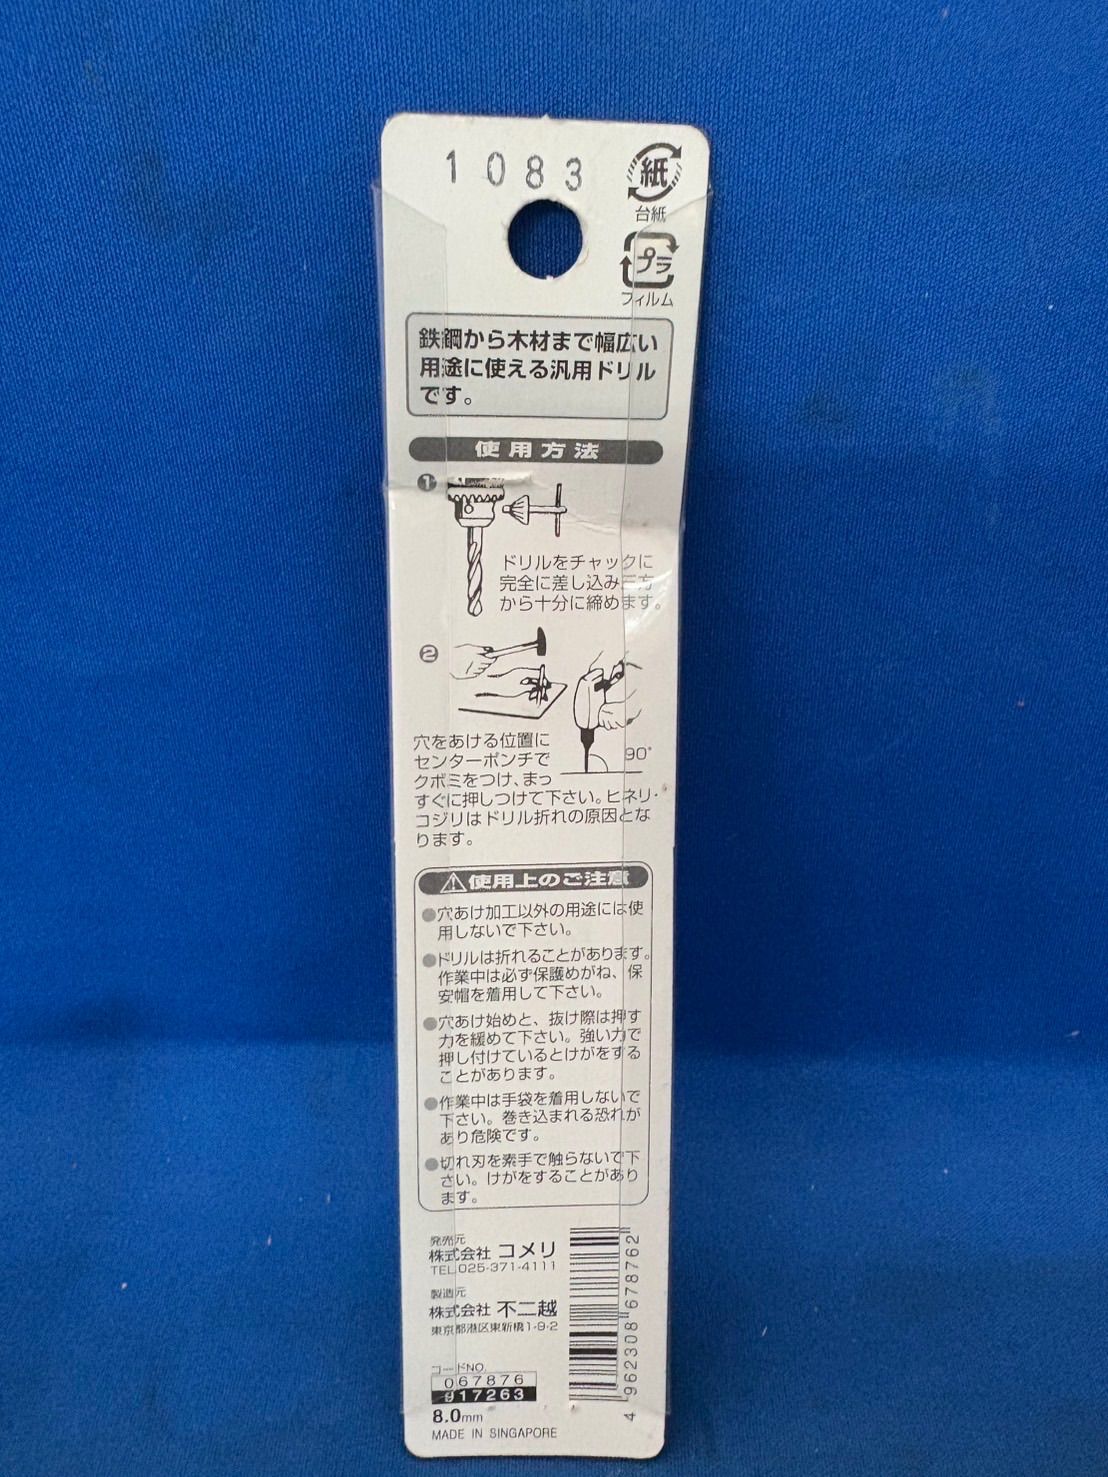 1083
紙
台紙
プラ
フィルム
鉄鋼から木材まで幅広い
用途に使える汎用ドリル
です。
使用方法
1
ドリルをチャックに
完全に差し込み三方
から十分に締めます。
2
90°
穴をあける位置に
センターポンチで
クボミをつけ、まっ
すぐに押しつけて下さい。ヒネリ・
コジリはドリル折れの原因とな
ります。
⚠使用上のご注意
●穴あけ加工以外の用途には使
用しないで下さい。
●ドリルは折れることがあります。
作業中は必ず保護めがね、保
安帽を着用して下さい。
●穴あけ始めと、抜け際は押す
力を緩めて下さい。強い力で
押し付けているとけがをする
ことがあります。
●作業中は手袋を着用しないで
下さい。巻き込まれる恐れが
あり危険です。
●切れ刃を素手で触らないで下
さい。けがをすることがあり
ます。
発売元
株式会社 コメリ
TEL.025-371-4111
製造元
株式会社 不二越
東京都港区東新橋1-9-2
コードNO.
067876
917263
8.0mm
MADE IN SINGAPORE
4 962308 678762